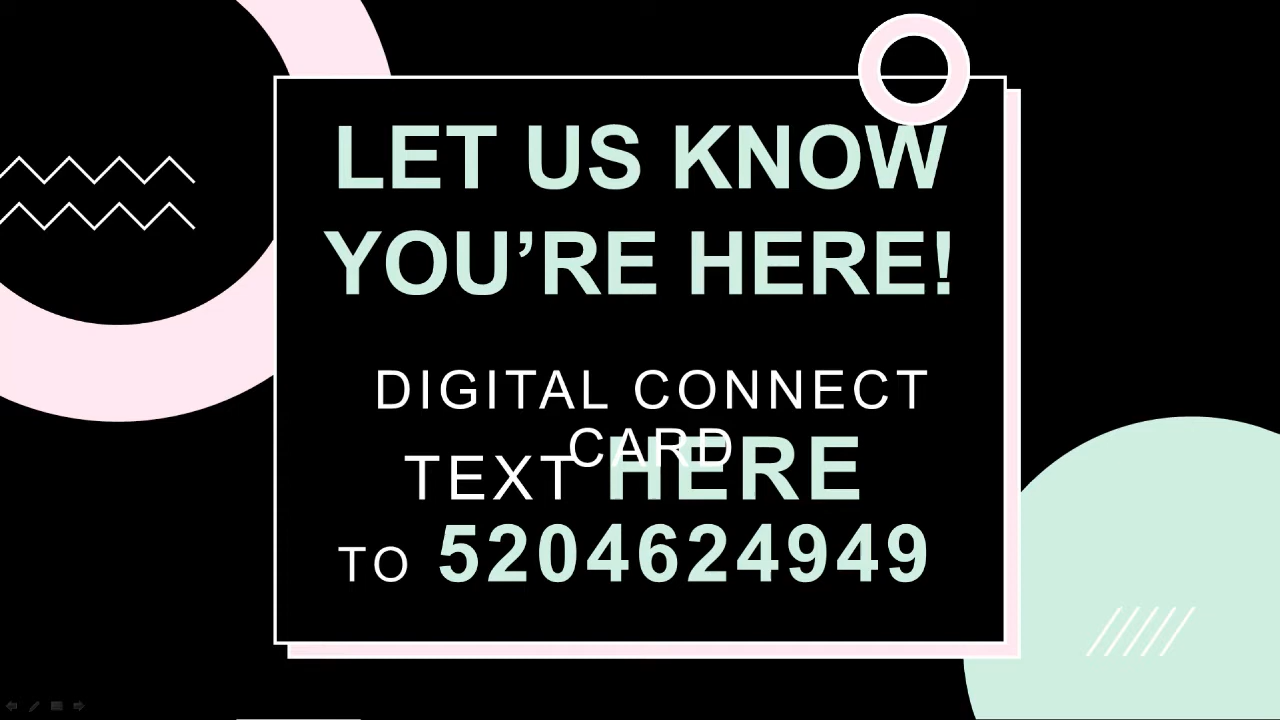 LET US KNOW
YOU’RE HERE!
DIGITAL CONNECT
CARD
TEXT HERE
TO 5204624949